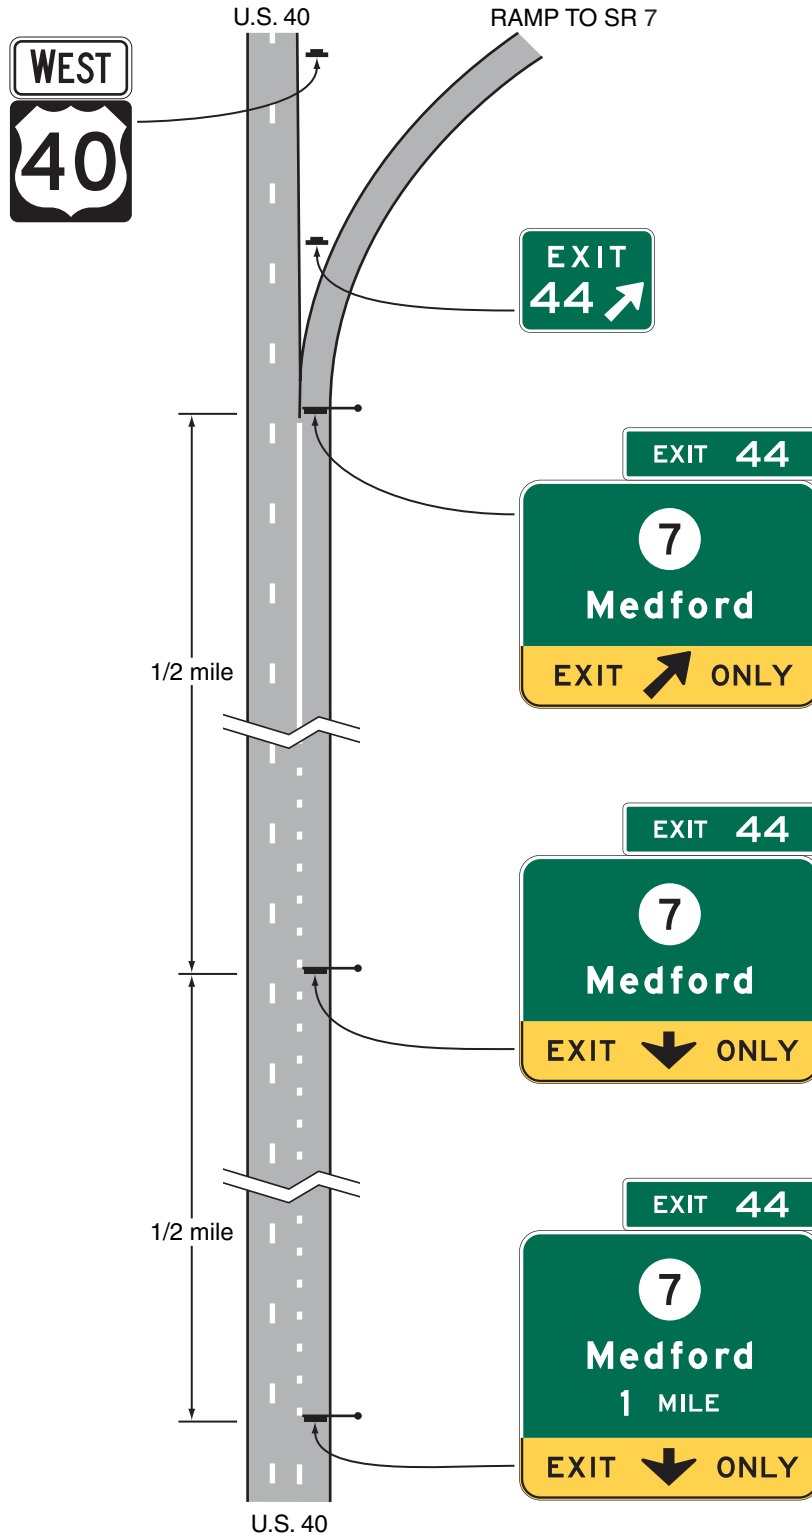 U.S. 40
RAMP TO SR 7
WEST
40
EXIT
44
EXIT 44
7
Medford
EXIT ONLY
1/2 mile
EXIT 44
7
Medford
EXIT ONLY
1/2 mile
EXIT 44
7
Medford
1 MILE
EXIT ONLY
U.S. 40